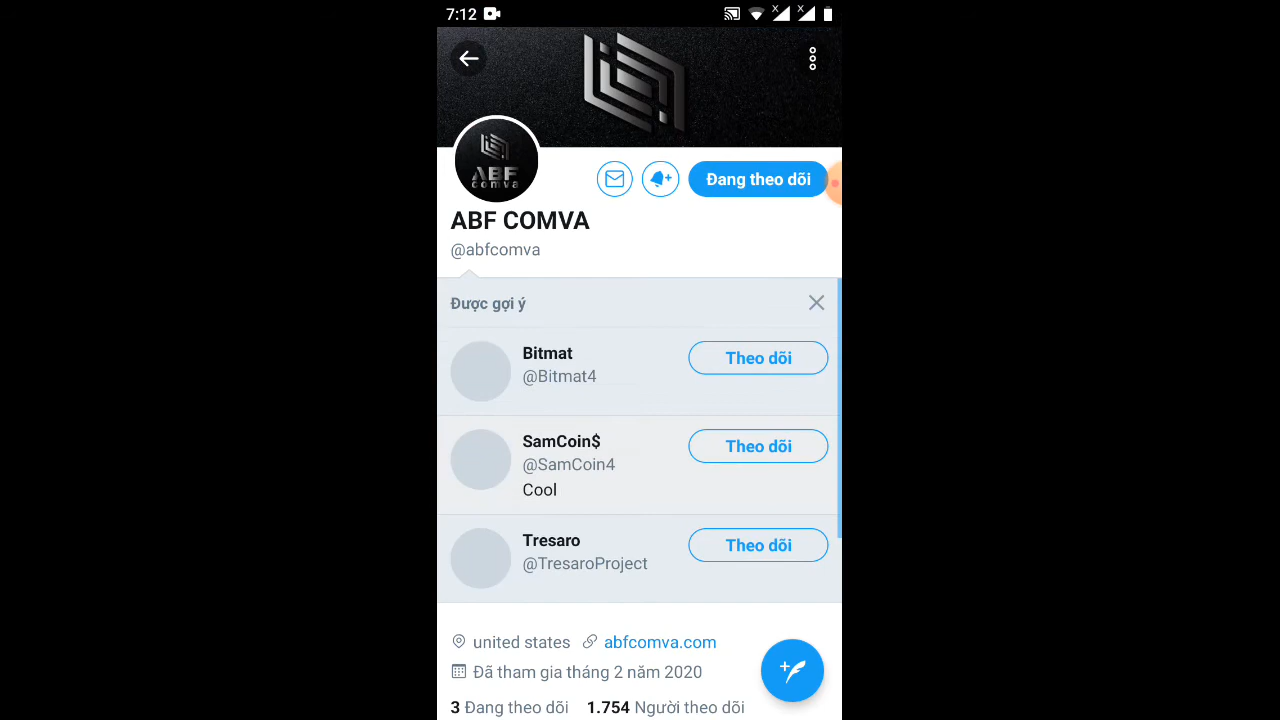 7:12
ABF
comva
Đang theo dõi
ABF COMVA
@abfcomva
Được gợi ý
Bitmat
@Bitmat4
Theo dõi
SamCoin$
@SamCoin4
Cool
Theo dõi
Tresaro
@TresaroProject
Theo dõi
united states abfcomva.com
Đã tham gia tháng 2 năm 2020
3 Đang theo dõi 1.754 Người theo dõi